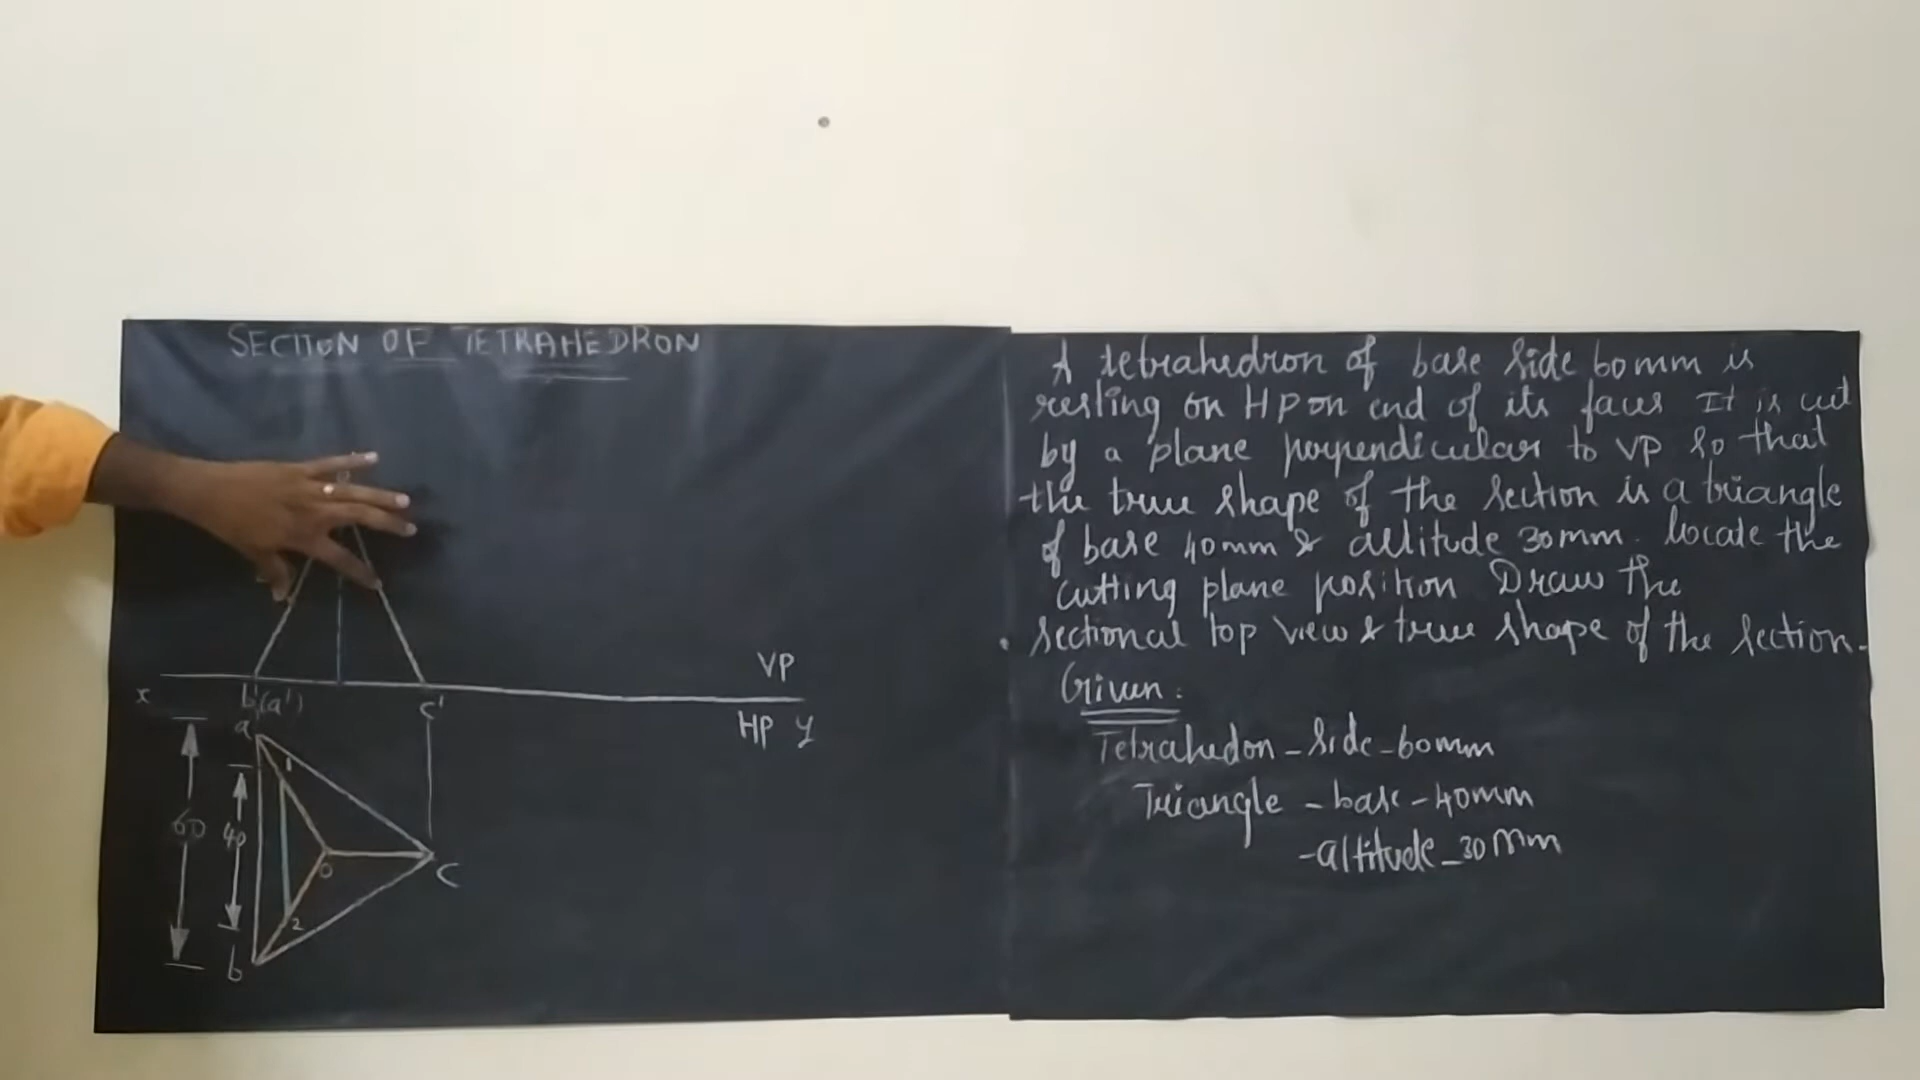 SECTION OF TETRAHEDRON
x
b'(a')
c'
VP
HP y
a
1
60
40
o
c
2
b
A tetrahedron of base side 60mm is
resting on HP on end of its faces It is cut
by a plane perpendicular to VP so that
the true shape of the section is a triangle
of base 40mm & altitude 30mm. locate the
cutting plane position Draw the
sectional top view & true shape of the section.
Given:
Tetrahedon - side - 60mm
Triangle - base - 40mm
- altitude - 30mm